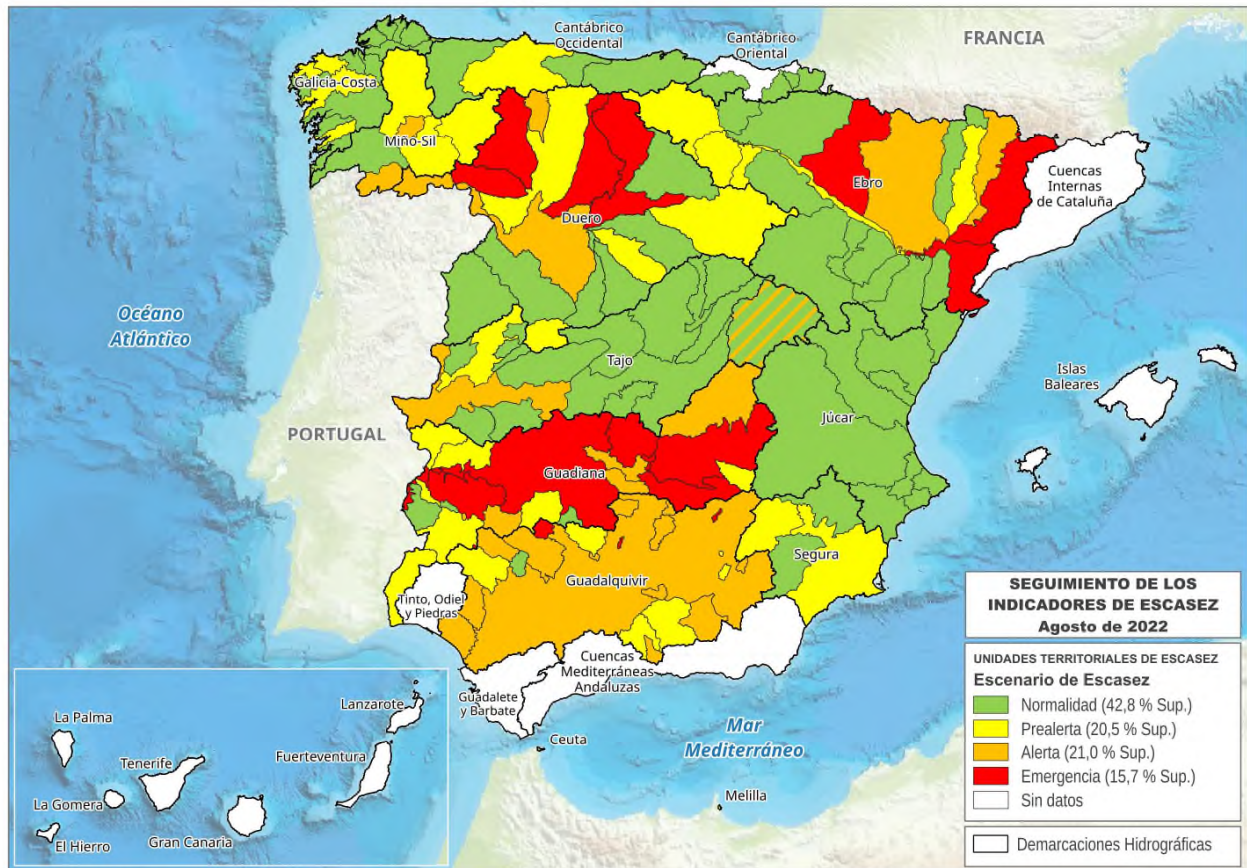 Cantábrico
Occidental
Cantábrico
Oriental
FRANCIA
Galicia-Costa
Miño-Sil
Ebro
Cuencas
Internas
de Cataluña
Duero
Océano
Atlántico
Tajo
Islas
Baleares
Júcar
PORTUGAL
Guadiana
Segura
Guadalquivir
Tinto, Odiel
y Piedras
Cuencas
Mediterráneas
Andaluzas
Guadalete
y Barbate
Mar
Mediterráneo
Ceuta
Melilla
Lanzarote
La Palma
Fuerteventura
Tenerife
La Gomera
El Hierro
Gran Canaria
SEGUIMIENTO DE LOS
INDICADORES DE ESCASEZ
Agosto de 2022
UNIDADES TERRITORIALES DE ESCASEZ
Escenario de Escasez
Normalidad (42,8 % Sup.)
Prealerta (20,5 % Sup.)
Alerta (21,0 % Sup.)
Emergencia (15,7 % Sup.)
Sin datos
Demarcaciones Hidrográficas